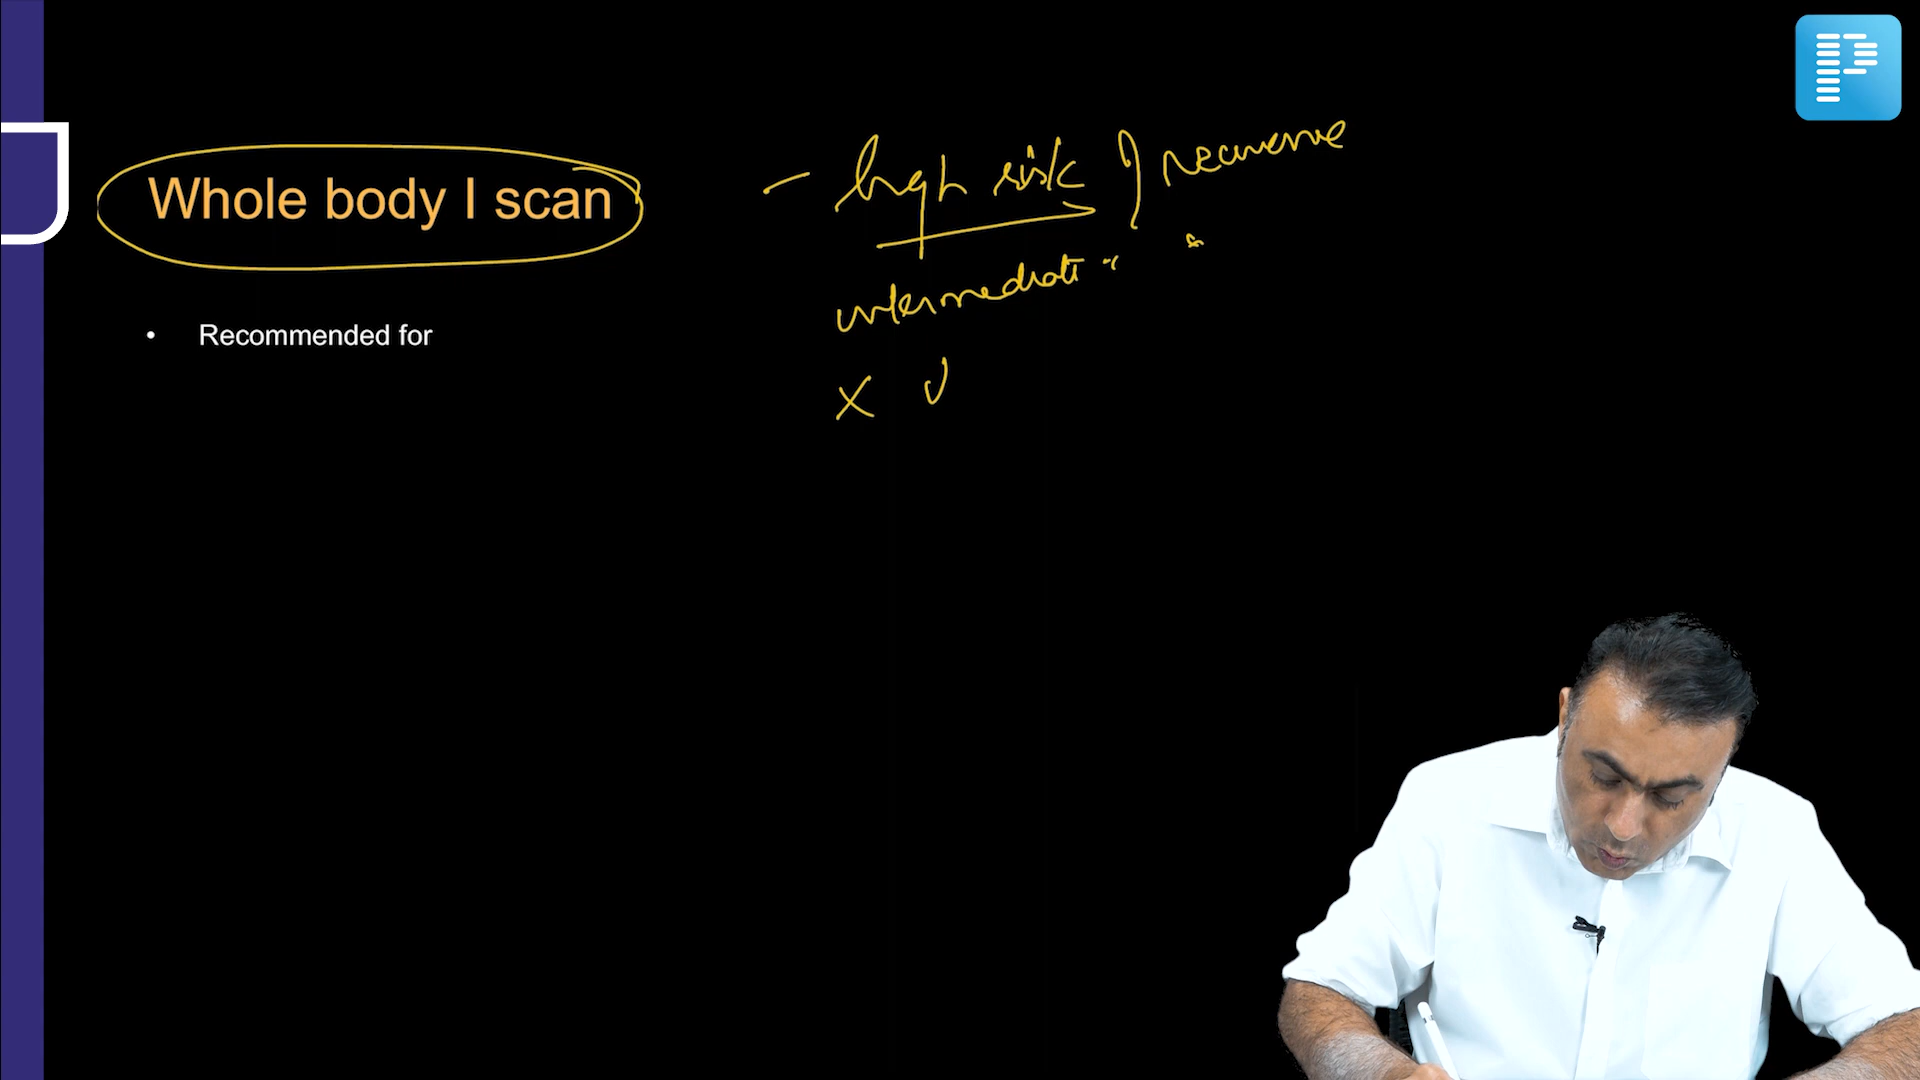 Whole body I scan
- high risk } recurrence
intermediate " "
• Recommended for
x